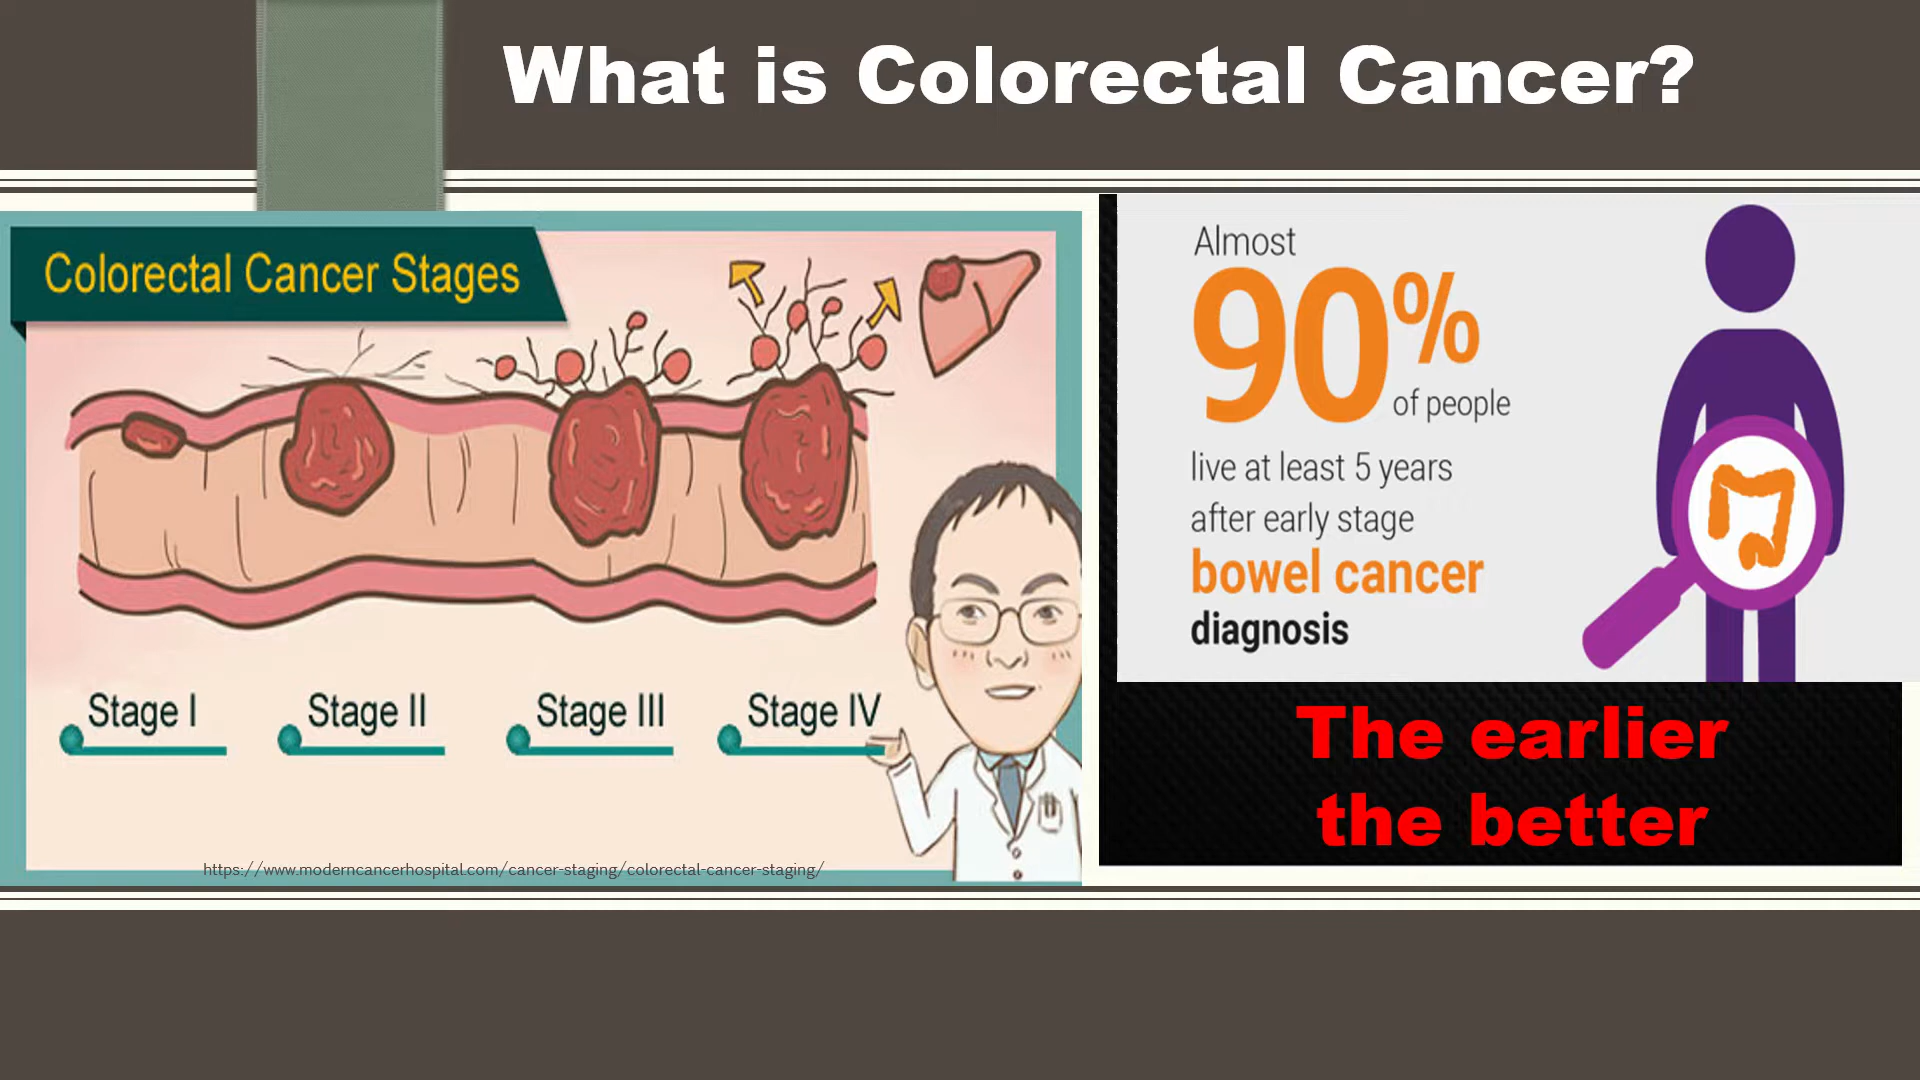 What is Colorectal Cancer?
Colorectal Cancer Stages
Stage I
Stage II
Stage III
Stage IV
https://www.moderncancerhospital.com/cancer-staging/colorectal-cancer-staging/
Almost
90%
of people
live at least 5 years
after early stage
bowel cancer
diagnosis
The earlier
the better